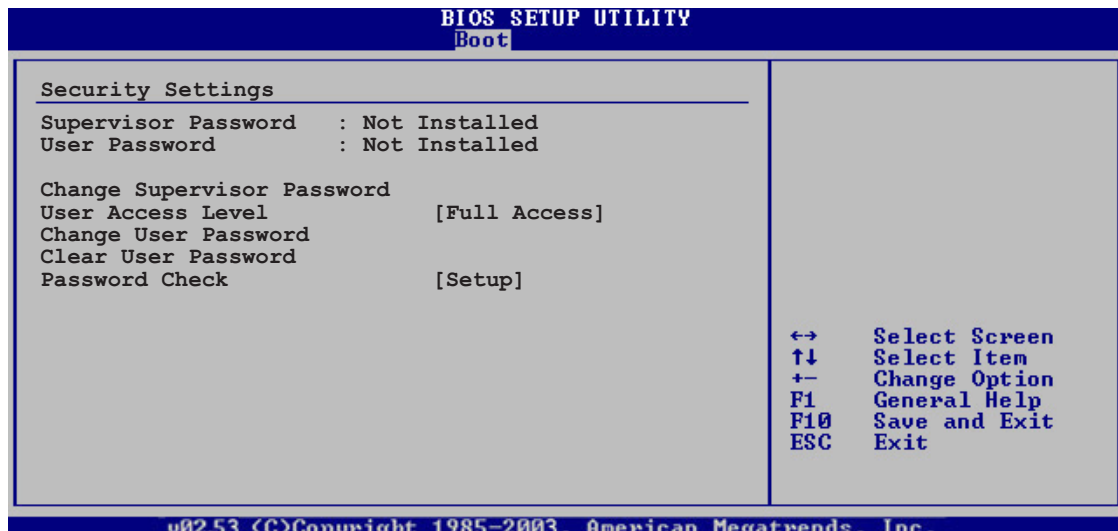 BIOS SETUP UTILITY
Boot
Security Settings
Supervisor Password : Not Installed
User Password : Not Installed
Change Supervisor Password
User Access Level [Full Access]
Change User Password
Clear User Password
Password Check [Setup]
←→ Select Screen
↑↓ Select Item
+- Change Option
F1 General Help
F10 Save and Exit
ESC Exit
v02.53 (C)Copyright 1985-2003, American Megatrends, Inc.